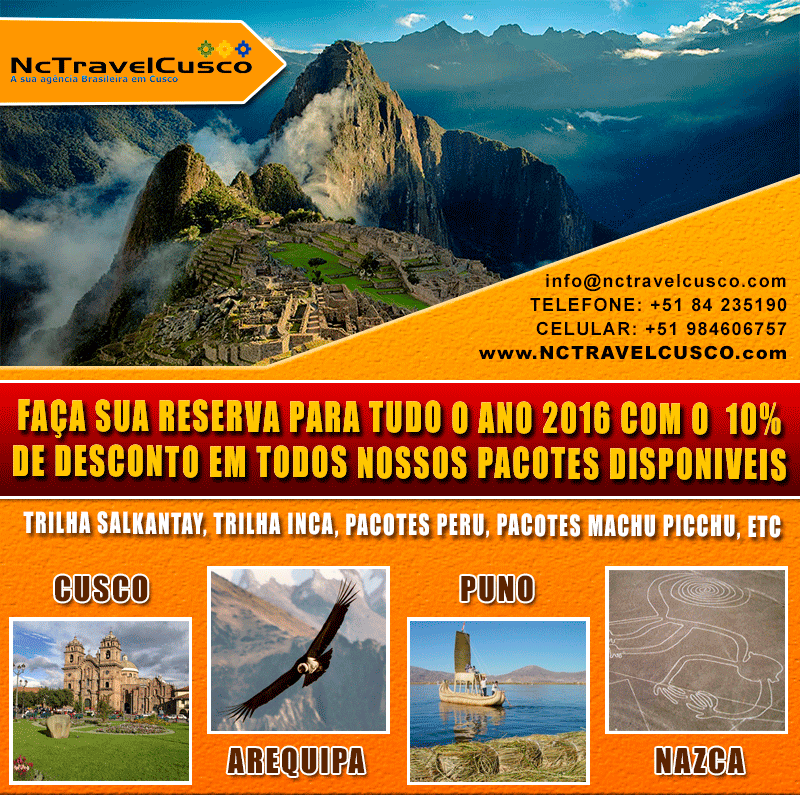 NcTravelCusco
A sua agência Brasileira em Cusco
info@nctravelcusco.com
TELEFONE: +51 84 235190
CELULAR: +51 984606757
www.NCTRAVELCUSCO.com
FAÇA SUA RESERVA PARA TUDO O ANO 2016 COM O 10%
DE DESCONTO EM TODOS NOSSOS PACOTES DISPONIVEIS
TRILHA SALKANTAY, TRILHA INCA, PACOTES PERU, PACOTES MACHU PICCHU, ETC
CUSCO
AREQUIPA
PUNO
NAZCA